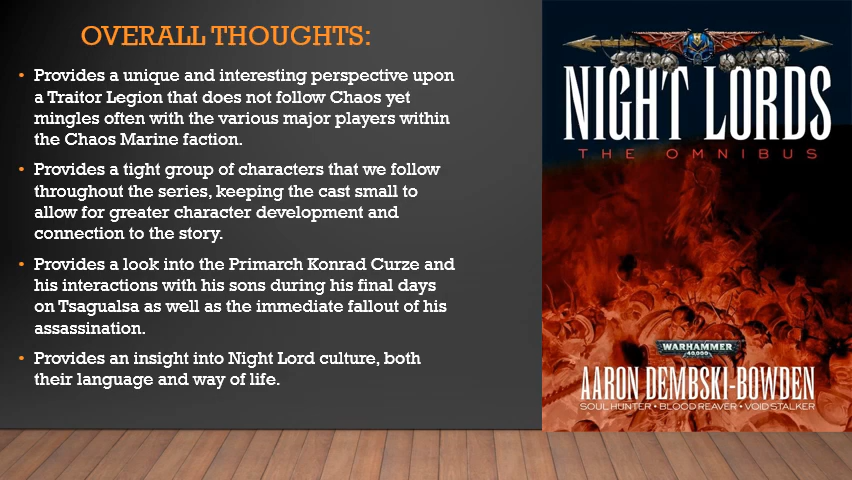 OVERALL THOUGHTS:
• Provides a unique and interesting perspective upon
a Traitor Legion that does not follow Chaos yet
mingles often with the various major players within
the Chaos Marine faction.
• Provides a tight group of characters that we follow
throughout the series, keeping the cast small to
allow for greater character development and
connection to the story.
• Provides a look into the Primarch Konrad Curze and
his interactions with his sons during his final days
on Tsagualsa as well as the immediate fallout of his
assassination.
• Provides an insight into Night Lord culture, both
their language and way of life.
NIGHT LORDS
THE OMNIBUS
WARHAMMER
40,000
AARON DEMBSKI-BOWDEN
SOUL HUNTER • BLOOD REAVER • VOID STALKER